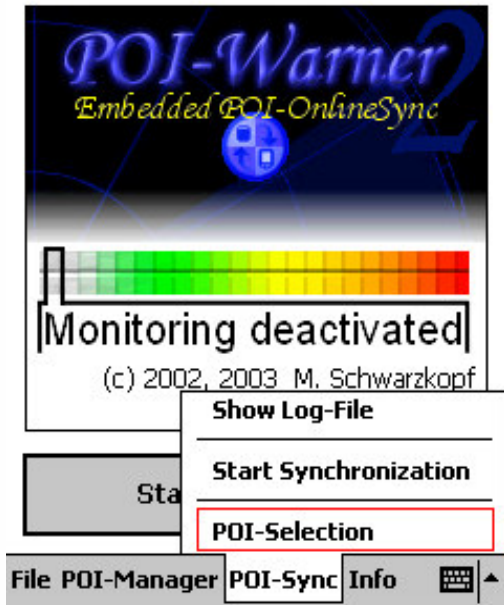 POI-Warner 2
Embedded POI-OnlineSync
Monitoring deactivated
(c) 2002, 2003 M. Schwarzkopf
Show Log-File
Start Synchronization
Sta
POI-Selection
File POI-Manager POI-Sync Info